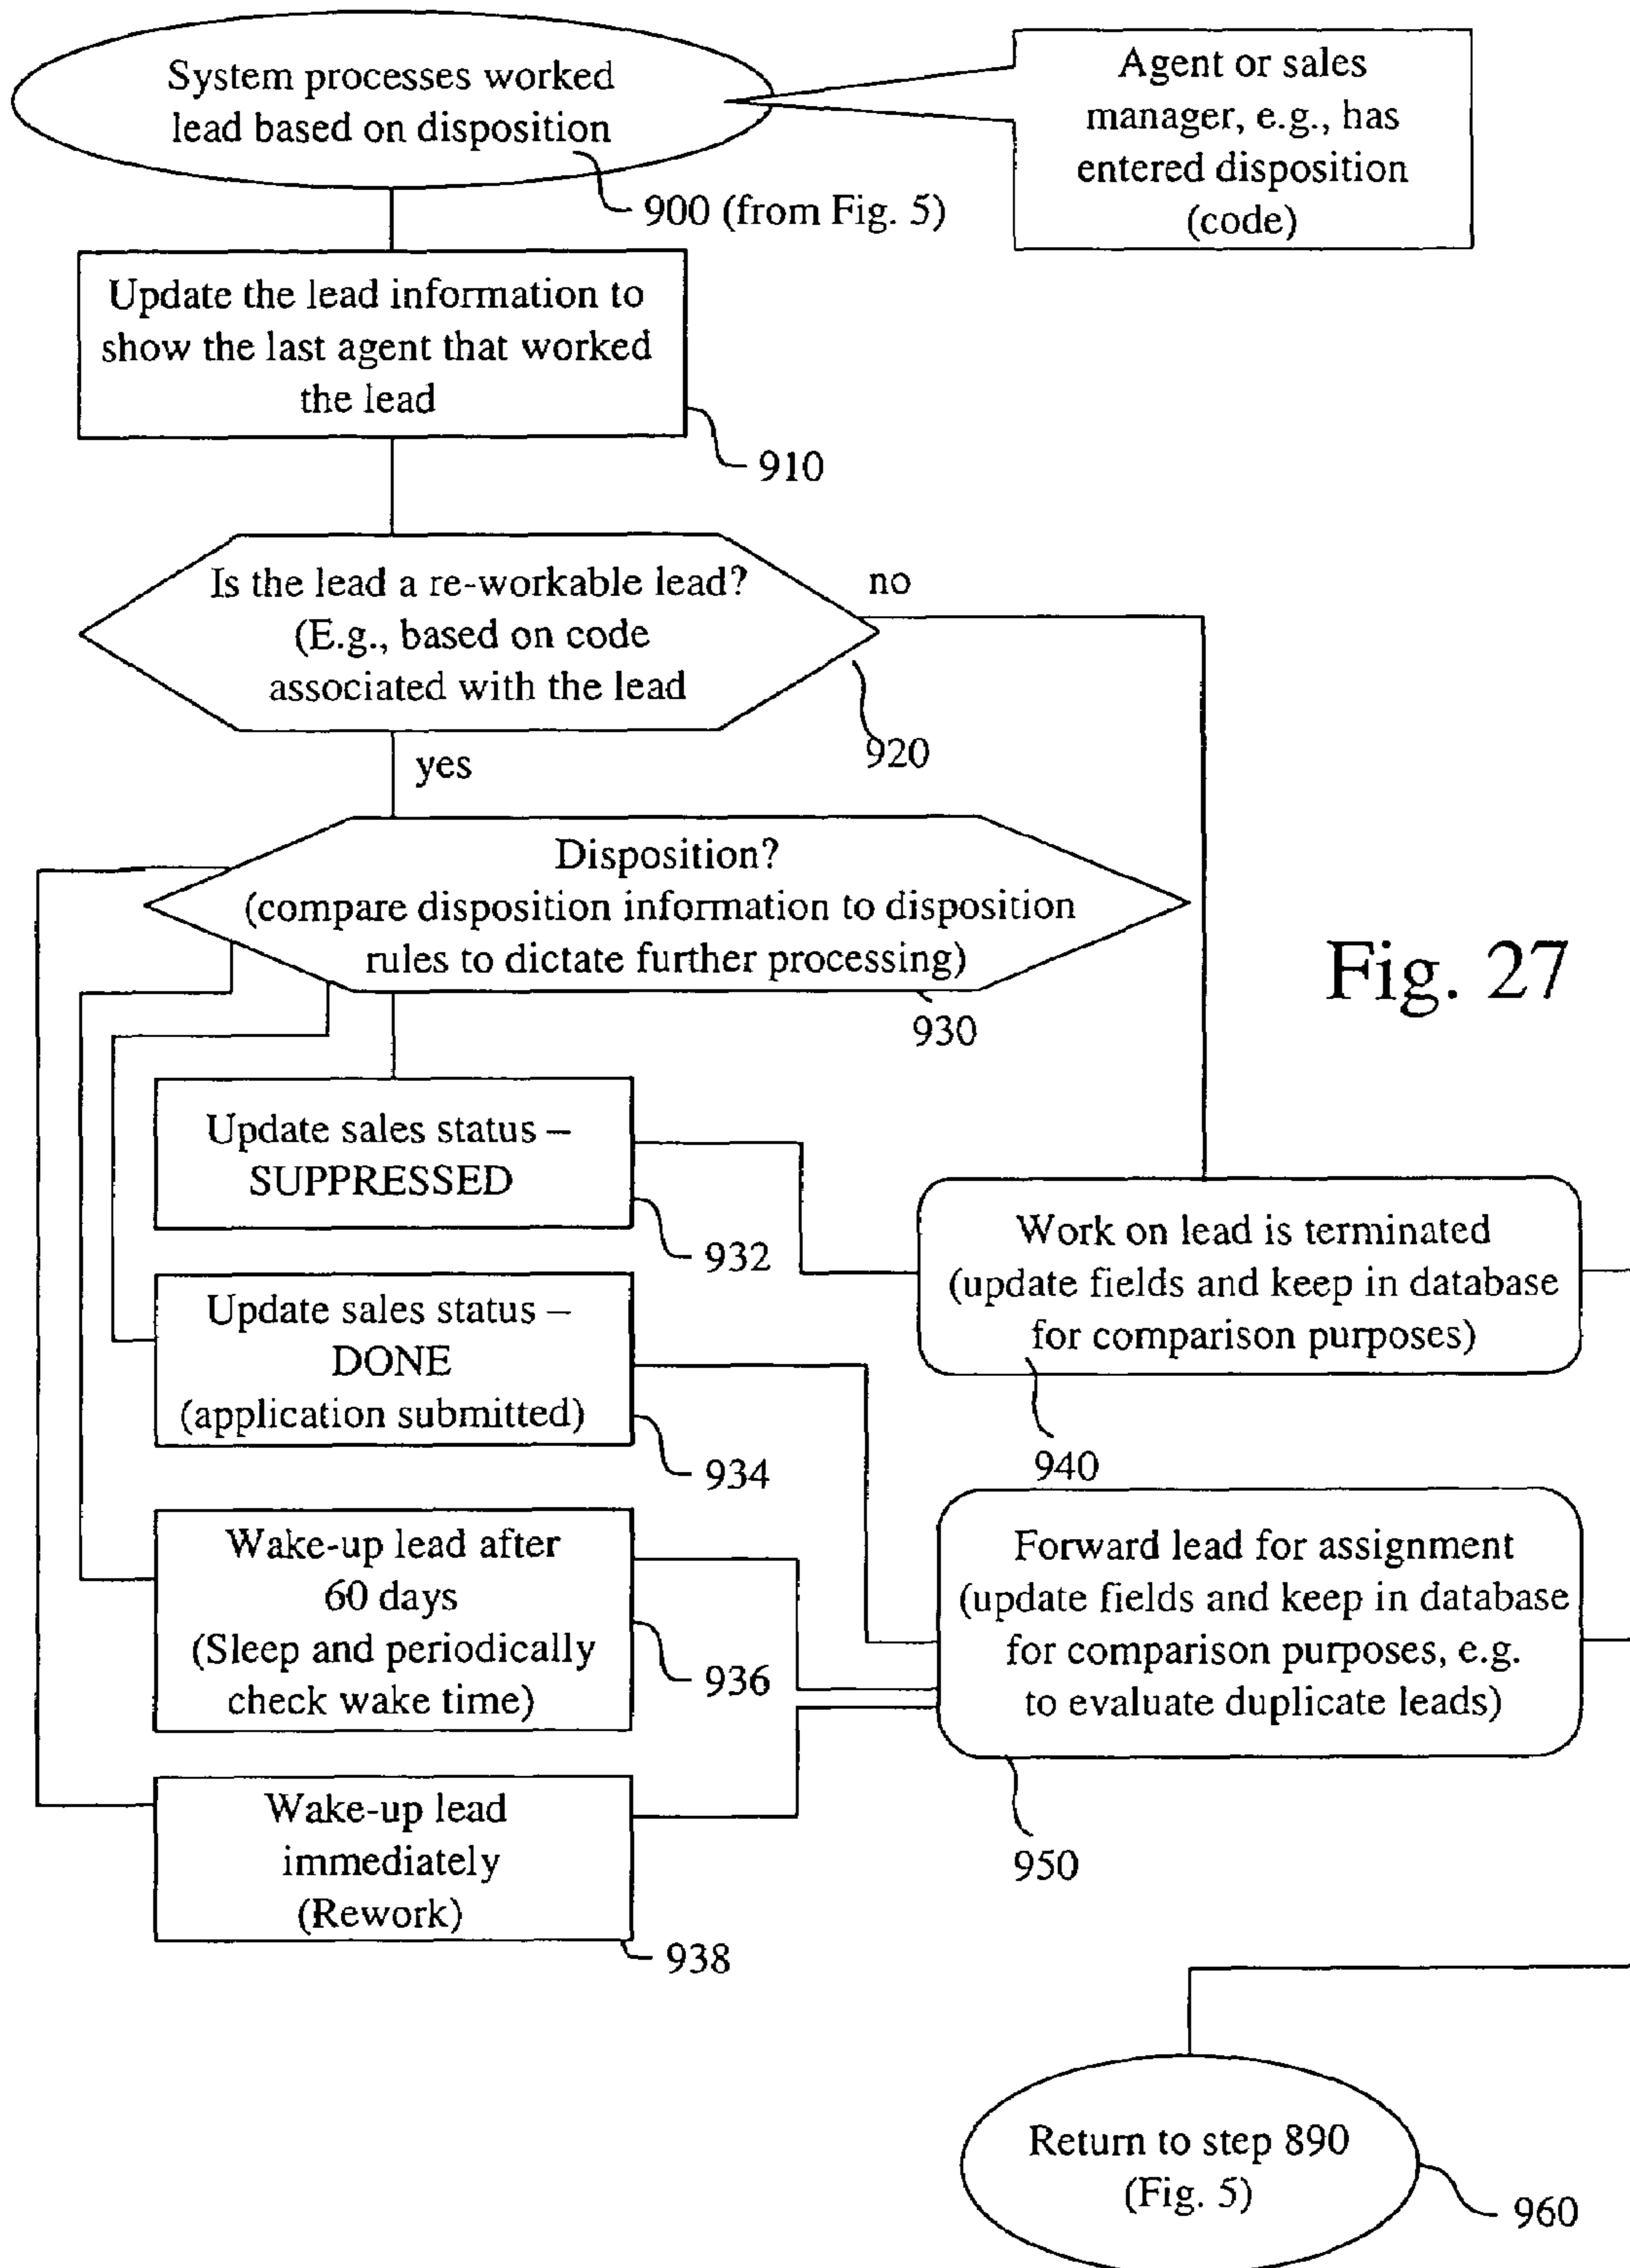 System processes worked
lead based on disposition
900 (from Fig. 5)
Agent or sales
manager, e.g., has
entered disposition
(code)
Update the lead information to
show the last agent that worked
the lead
910
Is the lead a re-workable lead?
(E.g., based on code
associated with the lead
no
920
yes
Disposition?
(compare disposition information to disposition
rules to dictate further processing)
930
Fig. 27
Update sales status –
SUPPRESSED
932
Update sales status –
DONE
(application submitted)
934
Wake-up lead after
60 days
(Sleep and periodically
check wake time)
936
Wake-up lead
immediately
(Rework)
938
Work on lead is terminated
(update fields and keep in database
for comparison purposes)
940
Forward lead for assignment
(update fields and keep in database
for comparison purposes, e.g.
to evaluate duplicate leads)
950
Return to step 890
(Fig. 5)
960